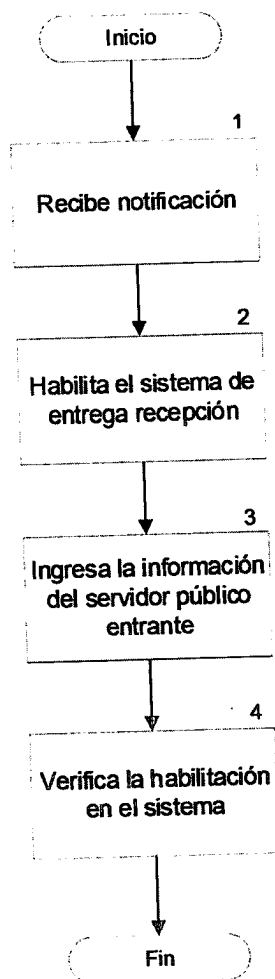 Inicio
1
Recibe notificación
2
Habilita el sistema de
entrega recepción
3
Ingresa la información
del servidor público
entrante
4
Verifica la habilitación
en el sistema
Fin